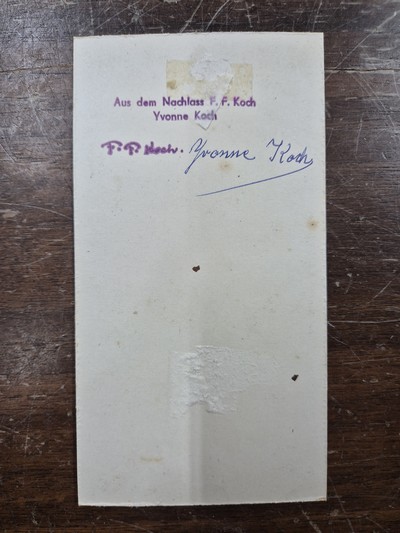 Aus dem Nachlass F. F. Koch
Yvonne Koch
F. F. Koch. Yvonne Koch